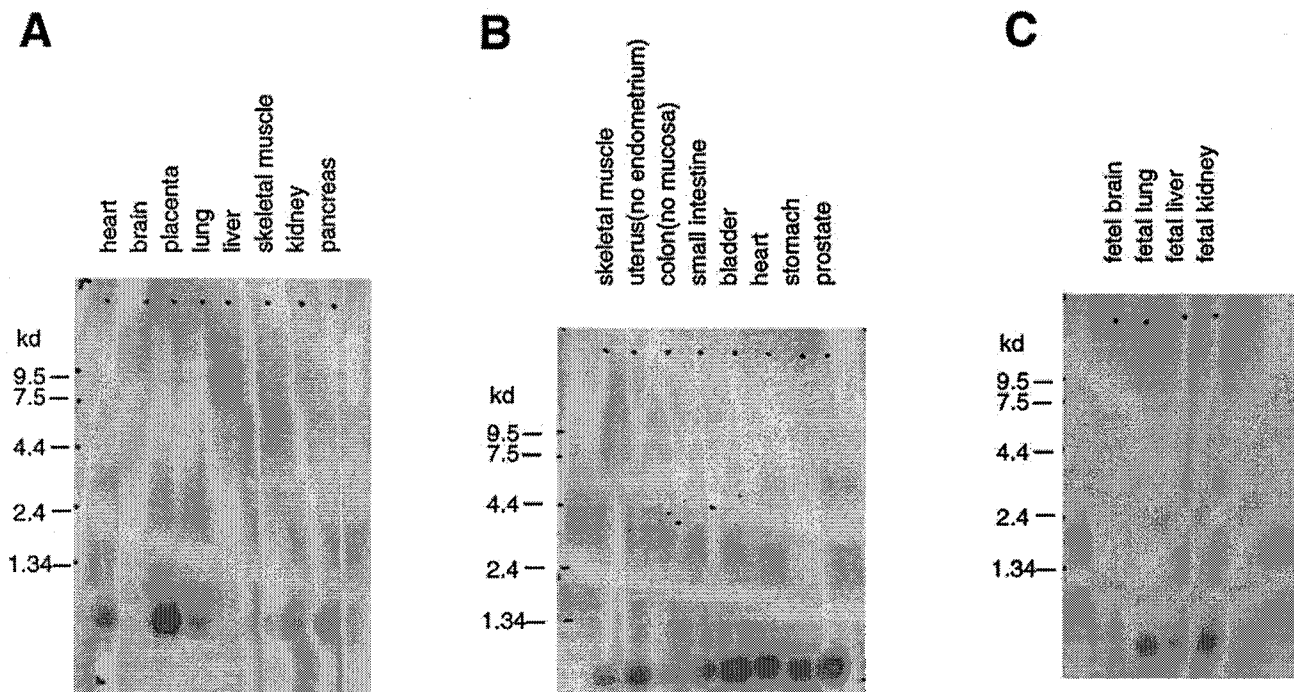 A
heart
brain
placenta
lung
liver
skeletal muscle
kidney
pancreas
kd
9.5
7.5
4.4
2.4
1.34
B
skeletal muscle
uterus(no endometrium)
colon(no mucosa)
small intestine
bladder
heart
stomach
prostate
kd
9.5
7.5
4.4
2.4
1.34
C
fetel brain
fetal lung
fetal liver
fetal kidney
kd
9.5
7.5
4.4
2.4
1.34